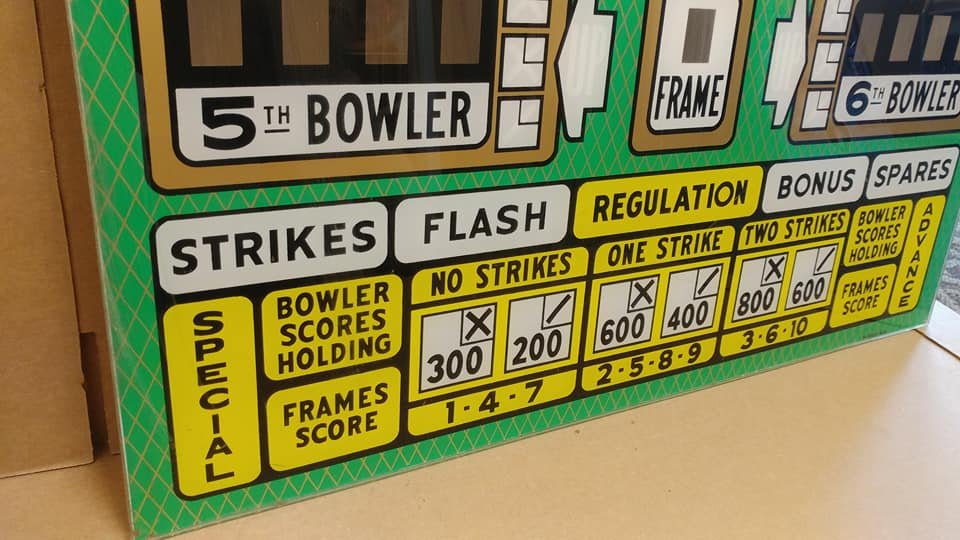 5TH BOWLER
FRAME
6TH BOWLER
STRIKES
FLASH
REGULATION
BONUS
SPARES
SPECIAL
BOWLER
SCORES
HOLDING
FRAMES
SCORE
NO STRIKES
X 300
/ 200
1-4-7
ONE STRIKE
X 600
/ 400
2-5-8-9
TWO STRIKES
X 800
/ 600
3-6-10
BOWLER
SCORES
HOLDING
FRAMES
SCORE
ADVANCE